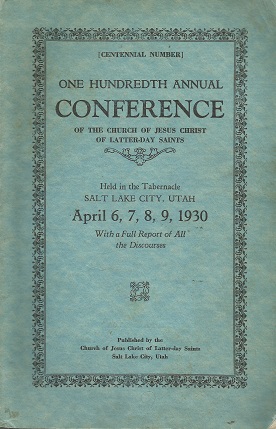 [CENTENNIAL NUMBER]
ONE HUNDREDTH ANNUAL
CONFERENCE
OF THE CHURCH OF JESUS CHRIST
OF LATTER-DAY SAINTS
Held in the Tabernacle
SALT LAKE CITY, UTAH
April 6, 7, 8, 9, 1930
With a Full Report of All
the Discourses
Published by the
Church of Jesus Christ of Latter-day Saints
Salt Lake City, Utah